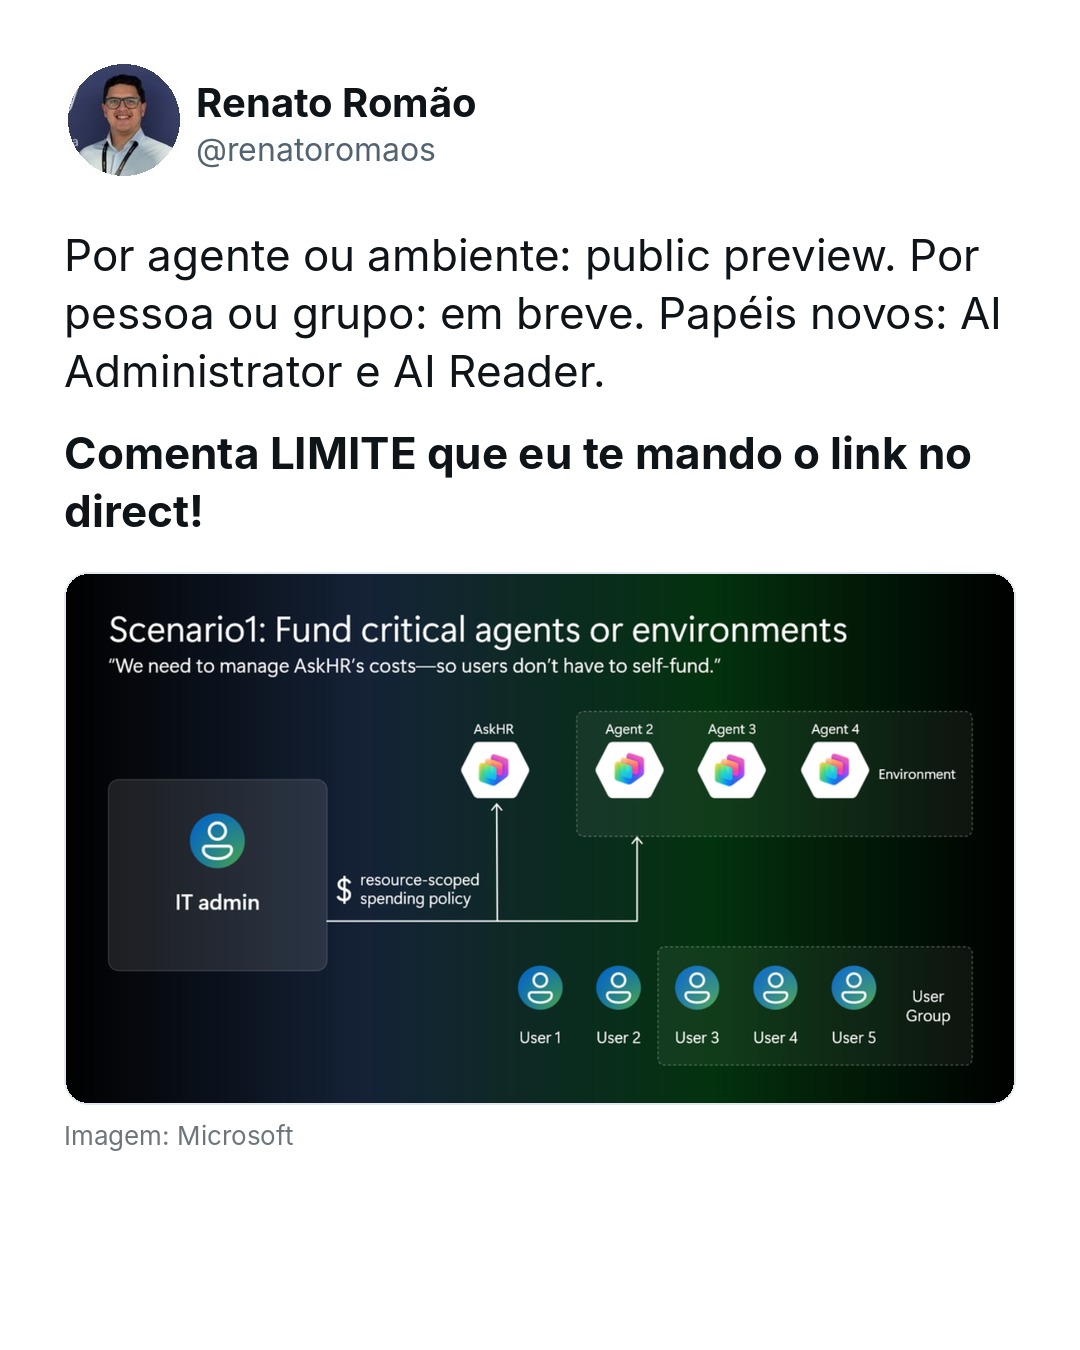 Renato Romão
@renatoromaos
Por agente ou ambiente: public preview. Por
pessoa ou grupo: em breve. Papéis novos: AI
Administrator e AI Reader.
Comenta LIMITE que eu te mando o link no
direct!
Scenario1: Fund critical agents or environments
“We need to manage AskHR’s costs—so users don’t have to self-fund.”
AskHR
Agent 2
Agent 3
Agent 4
Environment
IT admin
$ resource-scoped
spending policy
User 1
User 2
User 3
User 4
User 5
User
Group
Imagem: Microsoft